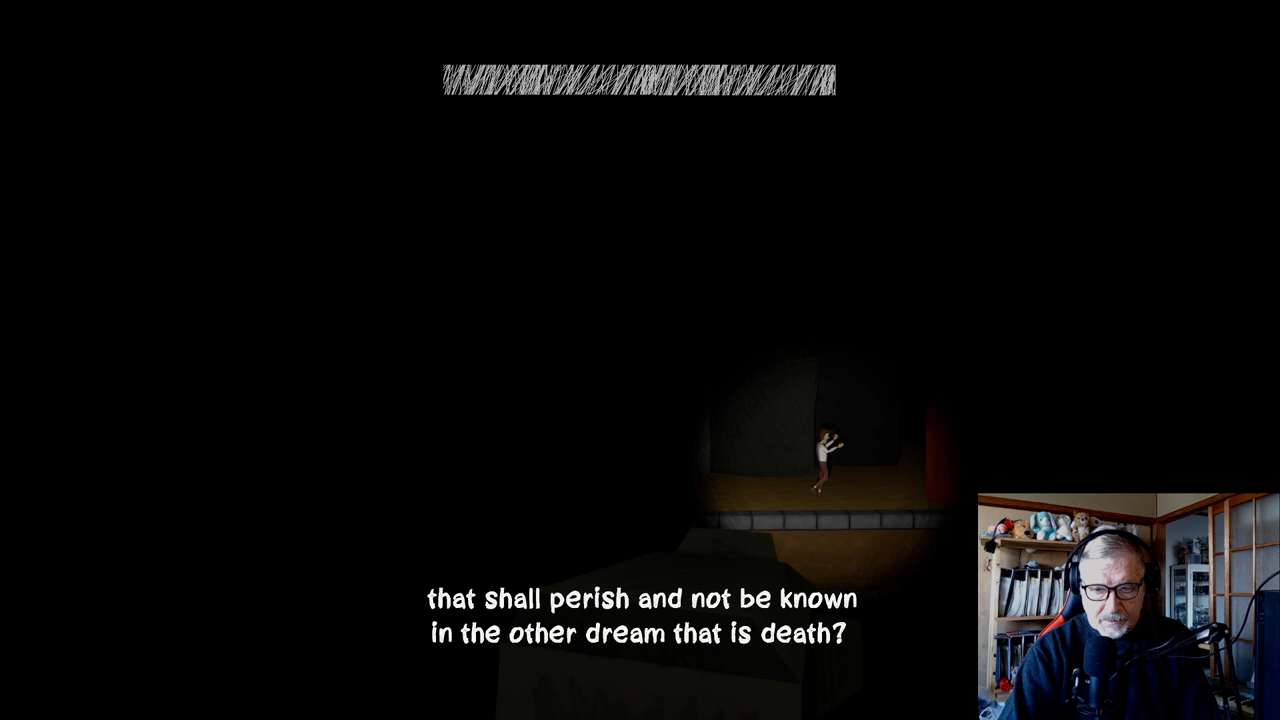 that shall perish and not be known
in the other dream that is death?